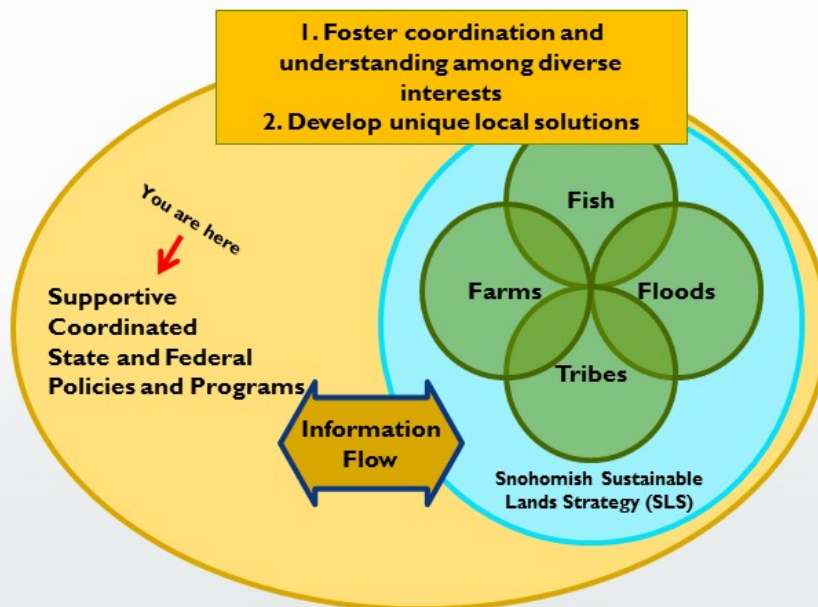 1. Foster coordination and
understanding among diverse
interests
2. Develop unique local solutions
You are here
Supportive
Coordinated
State and Federal
Policies and Programs
Fish
Farms
Floods
Tribes
Information
Flow
Snohomish Sustainable
Lands Strategy (SLS)